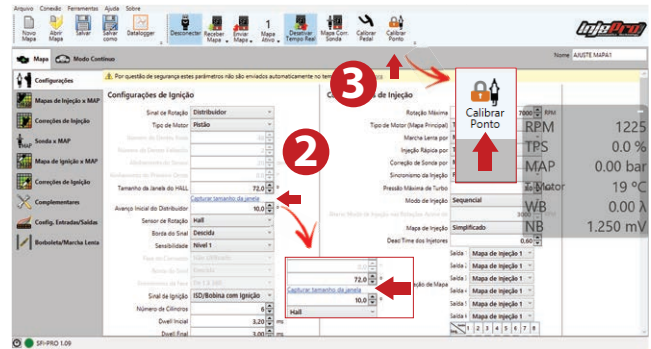 Arquivo Conexão Ferramentas Ajuda Sobre
Novo Mapa
Abrir Mapa
Salvar
Salvar como
Datalogger
Desconectar
Receber Mapa
Enviar Mapa
1 Mapa Ativo
Desativar Tempo Real
Mapa Com. Sonda
Calibrar Pedal
Calibrar Ponto
InjePro
Mapa
Modo Contínuo
Nome AJUSTE MAPA1
Configurações
Mapas de Injeção x MAP
Correções de Injeção
Sonda x MAP
Mapa de Ignição x MAP
Correções de Ignição
Complementares
Config. Entradas/Saídas
Borboleta/Marcha Lenta
Por questão de segurança estes parâmetros não são enviados automaticamente no tem
Configurações de Ignição
Sinal de Rotação Distribuidor
Tipo de Motor Pistão
Tamanho da Janela do HALL 72,0 °
Capturar tamanho da janela
Avanço Inicial do Distribuidor 10,0 °
Sensor de Rotação Hall
Borda do Sinal Descida
Sensibilidade Nível 1
Sinal da Ignição ISD/Bobina com Ignição
Número de Cilindros 6
Dwell Inicial 3,20 ms
Dwell Final 3,00 ms
2
3
72,0 °
Capturar tamanho da janela
10,0 °
Hall
de Injeção
Rotação Máxima 7000 RPM
Tipo de Motor (Mapa Principal)
Marcha Lenta por
Injeção Rápida por
Correção de Sonda por
Sincronismo da Injeção
Pressão Máxima de Turbo
Modo de Injeção Sequencial
3000
Mapa de Injeção Simplificado
Dead Time dos Injetores 0,60
ção do Mapa
Saída Mapa de Injeção 1
Saída Mapa de Injeção 1
Saída Mapa de Injeção 1
Saída Mapa de Injeção 1
Saída Mapa de Injeção 1
Saída Mapa de Injeção 1
1 2 3 4 5 6 7 8
Calibrar Ponto
RPM 1225
TPS 0.0 %
MAP 0.00 bar
Motor 19 °C
WB 0.00 λ
NB 1.250 mV
SFI-PRO 1.09